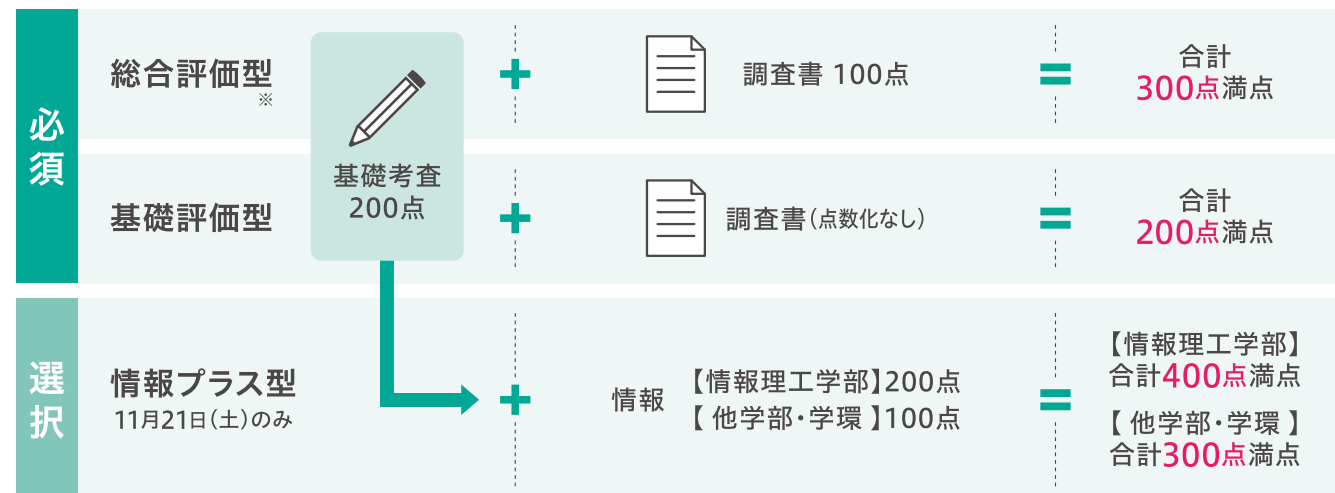 必須
総合評価型
※
基礎考査
200点
調査書 100点
合計
300点満点
基礎評価型
調査書(点数化なし)
合計
200点満点
選択
情報プラス型
11月21日(土)のみ
情報
【情報理工学部】200点
【 他学部・学環 】100点
【情報理工学部】
合計400点満点
【 他学部・学環 】
合計300点満点